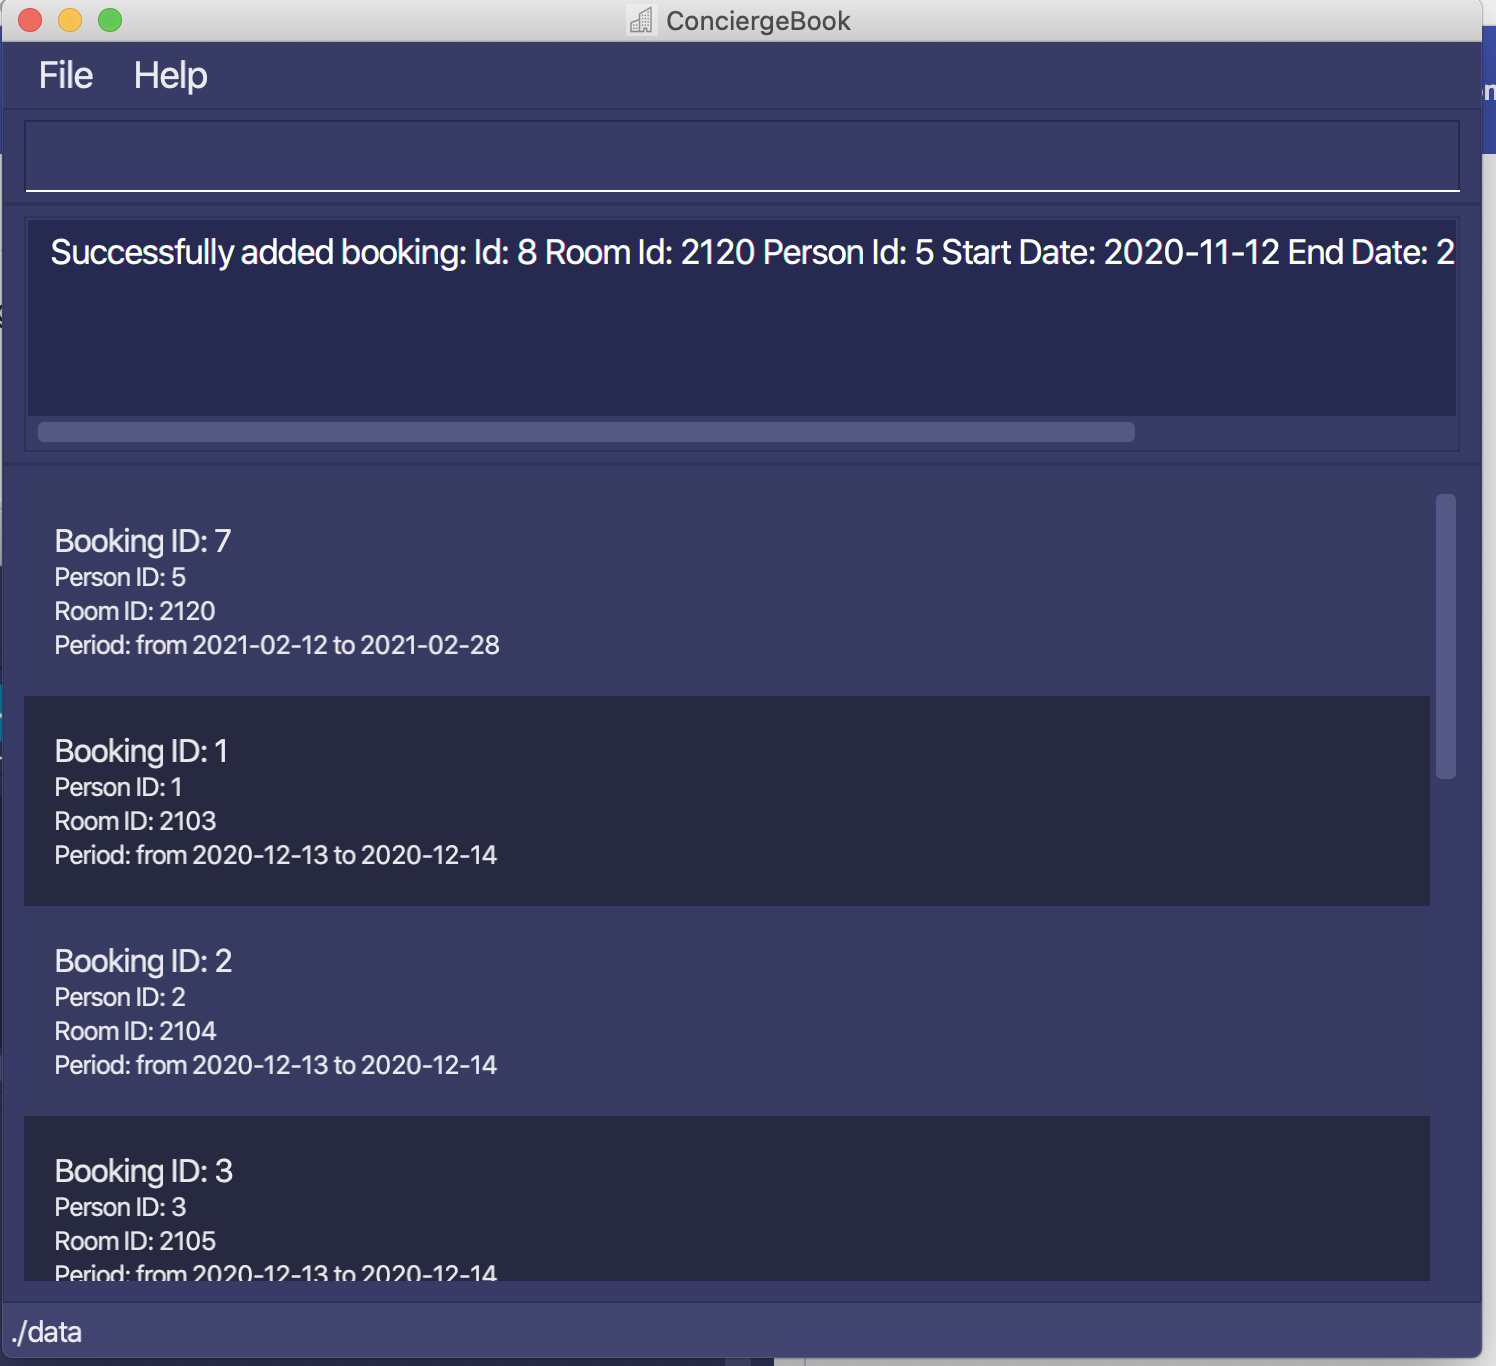 ConciergeBook
File Help
Successfully added booking: Id: 8 Room Id: 2120 Person Id: 5 Start Date: 2020-11-12 End Date: 2
Booking ID: 7
Person ID: 5
Room ID: 2120
Period: from 2021-02-12 to 2021-02-28
Booking ID: 1
Person ID: 1
Room ID: 2103
Period: from 2020-12-13 to 2020-12-14
Booking ID: 2
Person ID: 2
Room ID: 2104
Period: from 2020-12-13 to 2020-12-14
Booking ID: 3
Person ID: 3
Room ID: 2105
Period: from 2020-12-13 to 2020-12-14
./data